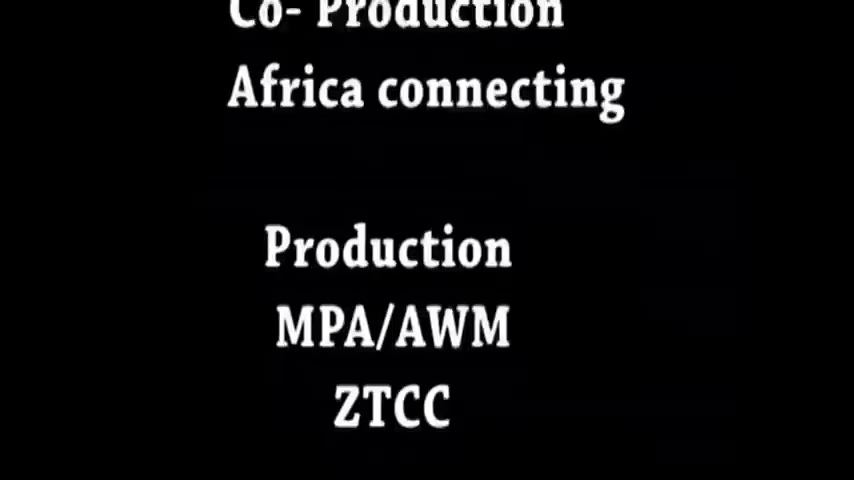 Co- Production
Africa connecting
Production
MPA/AWM
ZTCC